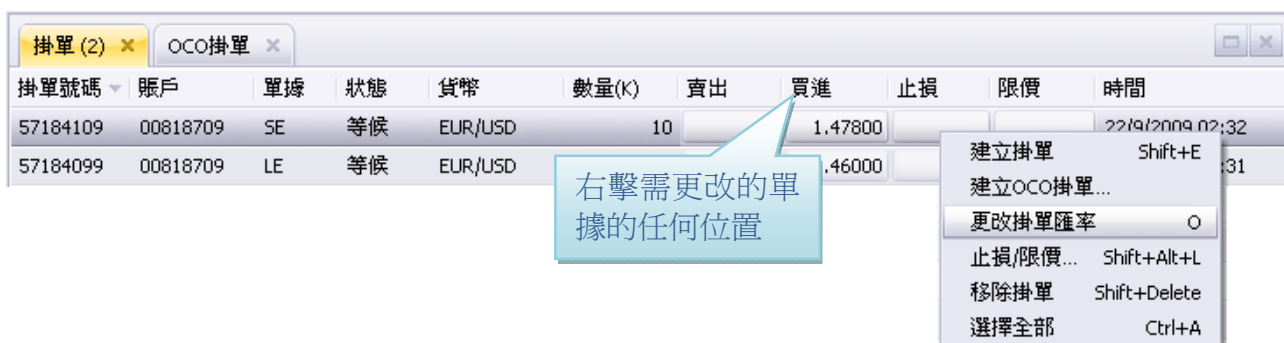 掛單 (2) OCO掛單
掛單號碼 賬戶 單據 狀態 貨幣 數量(K) 賣出 買進 止損 限價 時間
57184109 00818709 SE 等候 EUR/USD 10 1.47800 22/9/2009 02:32
57184099 00818709 LE 等候 EUR/USD .46000 :31
右擊需更改的單
據的任何位置
建立掛單 Shift+E
建立OCO掛單...
更改掛單匯率 O
止損/限價... Shift+Alt+L
移除掛單 Shift+Delete
選擇全部 Ctrl+A